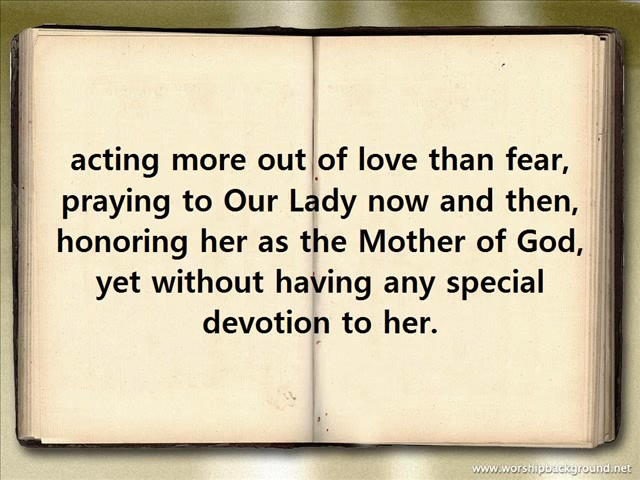 acting more out of love than fear,
praying to Our Lady now and then,
honoring her as the Mother of God,
yet without having any special
devotion to her.
www.worshipbackground.net